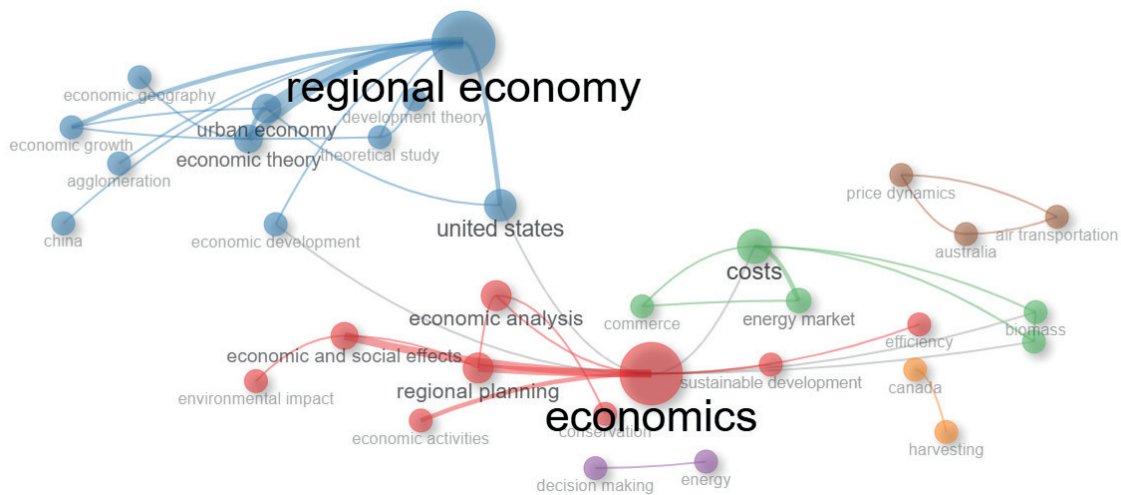 regional economy
economic geography
development theory
urban economy
economic growth
economic theory
theoretical study
agglomeration
price dynamics
united states
air transportation
china
economic development
australia
costs
economic analysis
commerce
energy market
biomass
efficiency
economic and social effects
sustainable development
canada
regional planning
environmental impact
economics
conservation
economic activities
harvesting
decision making
energy